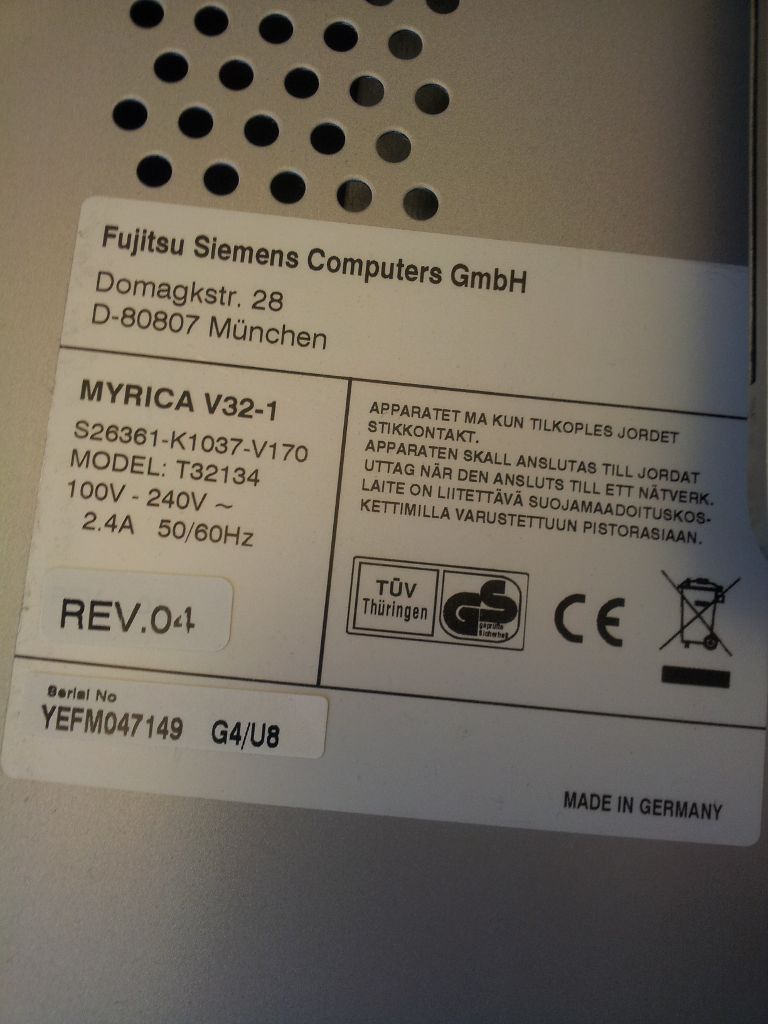 Fujitsu Siemens Computers GmbH
Domagkstr. 28
D-80807 München
MYRICA V32-1
S26361-K1037-V170
MODEL: T32134
100V - 240V ~
2.4A 50/60Hz
REV.04
APPARATET MA KUN TILKOPLES JORDET
STIKKONTAKT.
APPARATEN SKALL ANSLUTAS TILL JORDAT
UTTAG NÄR DEN ANSLUTS TILL ETT NÄTVERK.
LAITE ON LIITETTÄVÄ SUOJAMAADOITUSKOS-
KETTIMILLA VARUSTETTUUN PISTORASIAAN.
TÜV
Thüringen
GS
geprüfte
Sicherheit
CE
Serial No
YEFM047149 G4/U8
MADE IN GERMANY